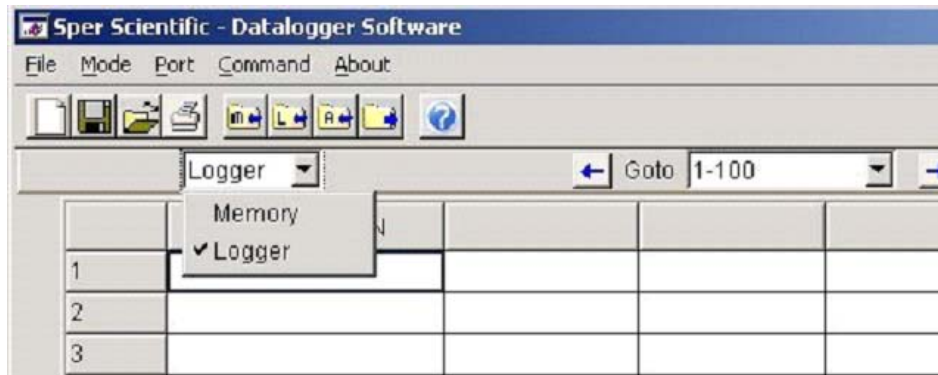 Sper Scientific - Datalogger Software
File Mode Port Command About
m L A
Logger Goto 1-100
Memory
Logger
1
2
3